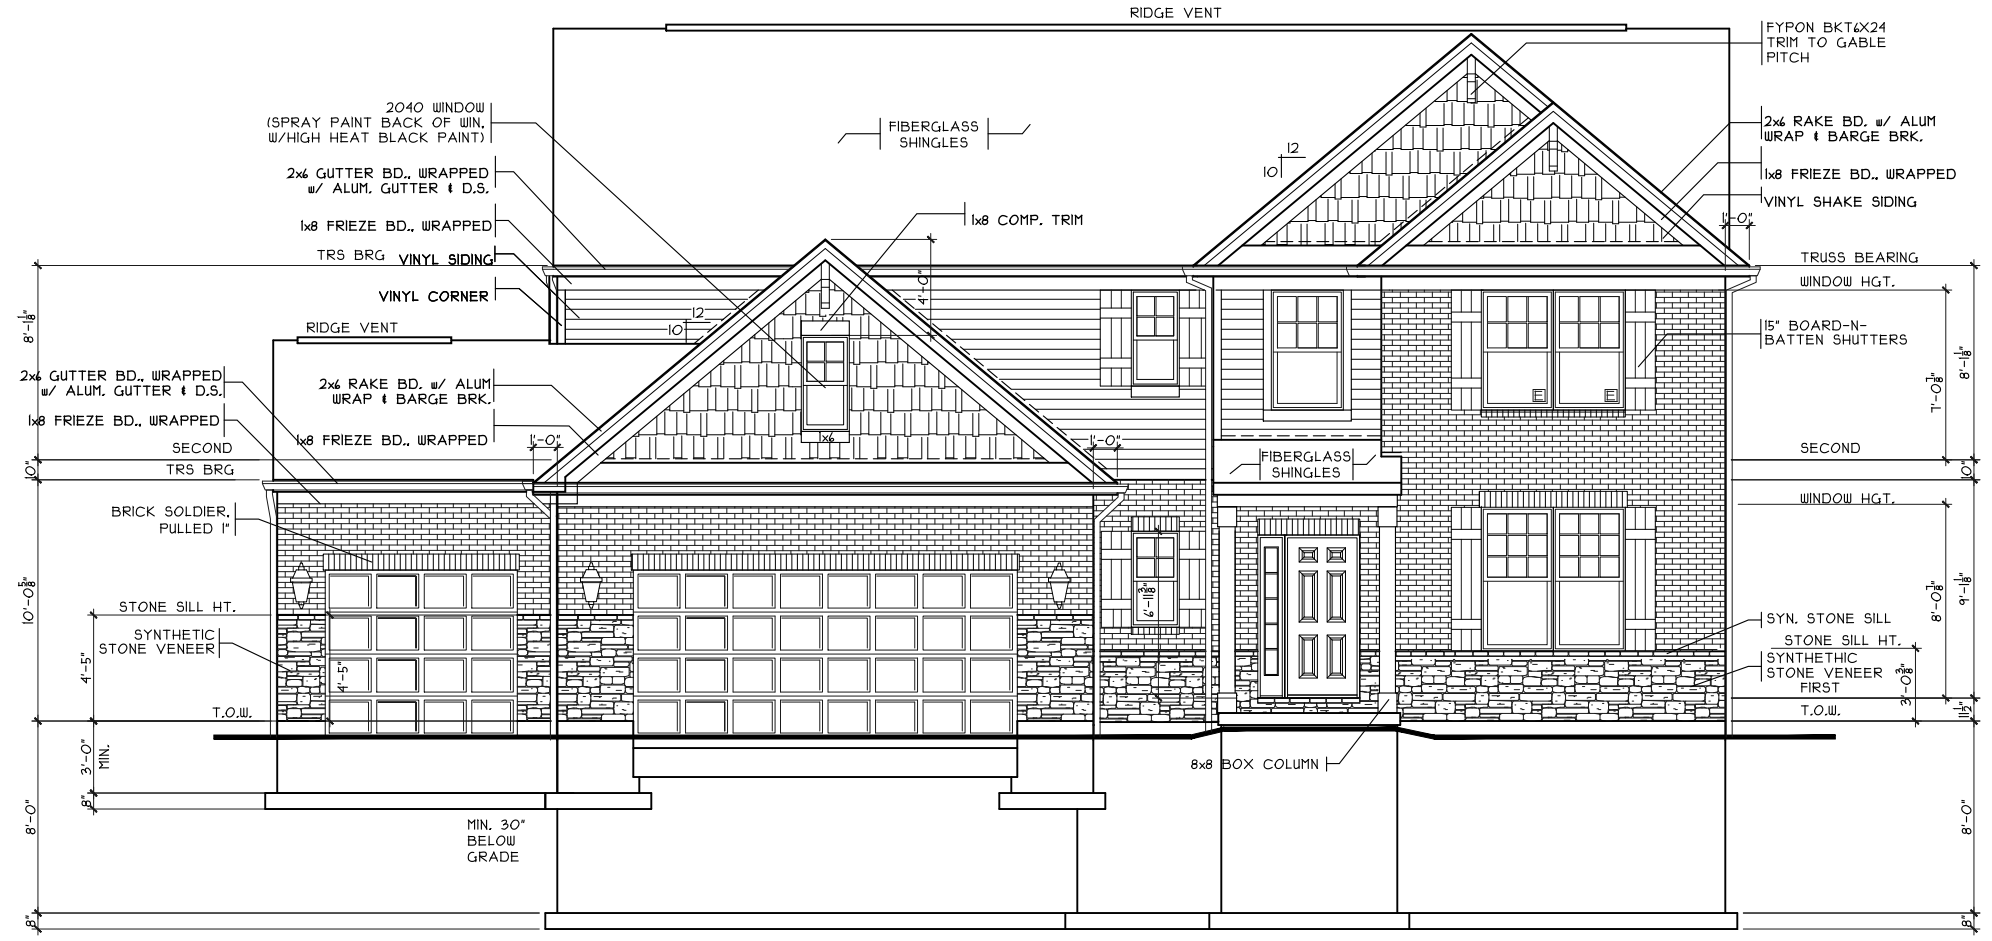 RIDGE VENT
FYPON BKT6X24
TRIM TO GABLE
PITCH
2040 WINDOW
(SPRAY PAINT BACK OF WIN.
W/HIGH HEAT BLACK PAINT)
FIBERGLASS
SHINGLES
12
10
2x6 RAKE BD. w/ ALUM
WRAP & BARGE BRK.
2x6 GUTTER BD., WRAPPED
w/ ALUM. GUTTER & D.S.
1x8 FRIEZE BD., WRAPPED
VINYL SHAKE SIDING
1'-0"
1x8 FRIEZE BD., WRAPPED
1x8 COMP. TRIM
TRS BRG
VINYL SIDING
TRUSS BEARING
WINDOW HGT.
VINYL CORNER
4'-0"
12
10
8'-1 1/8"
RIDGE VENT
15" BOARD-N-
BATTEN SHUTTERS
8'-1 1/8"
7'-0 7/8"
2x6 GUTTER BD., WRAPPED
w/ ALUM. GUTTER & D.S.
2x6 RAKE BD. w/ ALUM
WRAP & BARGE BRK.
E
E
1x8 FRIEZE BD., WRAPPED
1x8 FRIEZE BD., WRAPPED
1'-0"
1x6
1'-0"
SECOND
SECOND
FIBERGLASS
SHINGLES
10"
TRS BRG
10"
WINDOW HGT.
BRICK SOLDIER,
PULLED 1"
10'-0 5/8"
STONE SILL HT.
6'-11 3/8"
8'-0 7/8"
9'-1 1/8"
SYN. STONE SILL
SYNTHETIC
STONE VENEER
STONE SILL HT.
4'-5"
4'-5"
SYNTHETHIC
STONE VENEER
FIRST
3'-0 3/8"
11 1/2"
T.O.W.
T.O.W.
3'-0"
MIN.
8x8 BOX COLUMN
8"
8'-0"
MIN. 30"
BELOW
GRADE
8'-0"
8"
8"